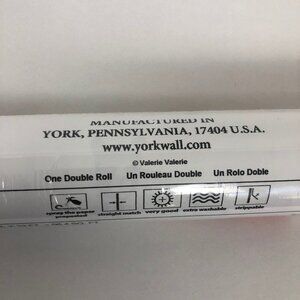 MANUFACTURED IN
YORK, PENNSYLVANIA, 17404 U.S.A.
www.yorkwall.com
© Valerie Valerie
One Double Roll Un Rouleau Double Un Rolo Doble
spray the paper prepasted straight match very good extra washable strippable